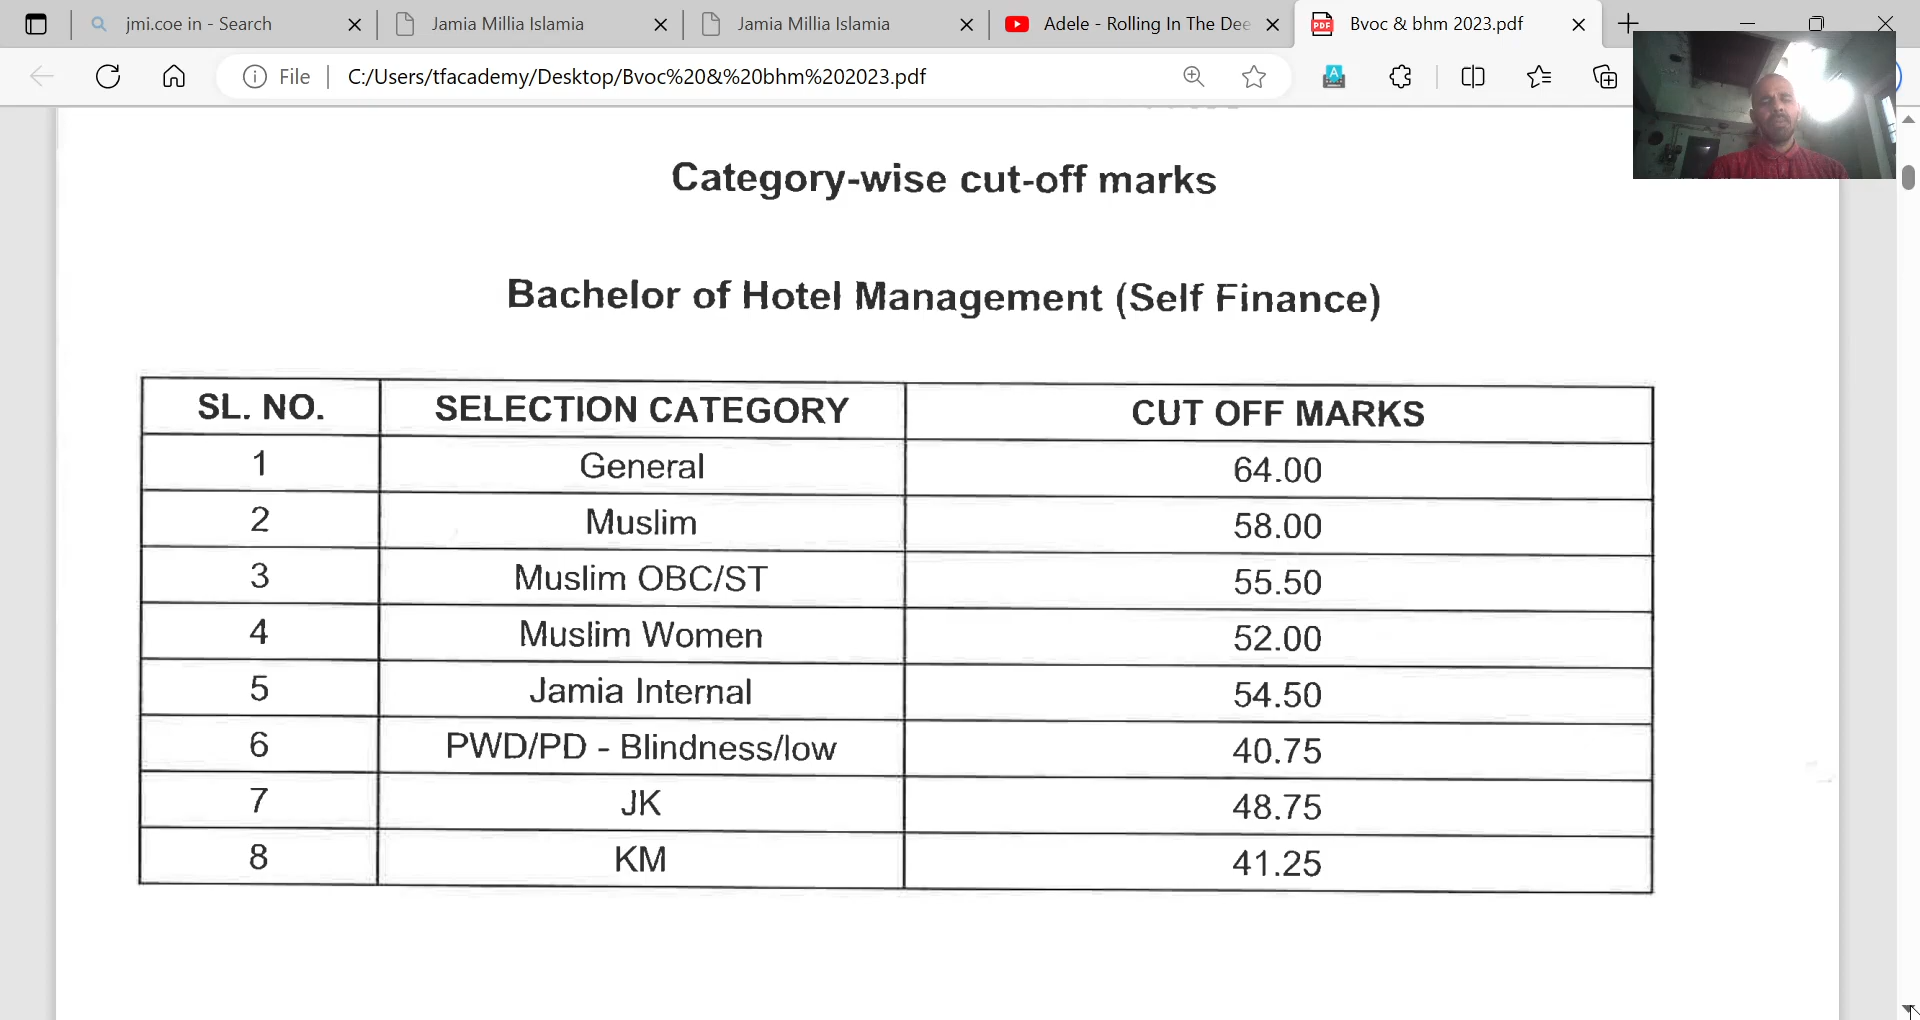 jmi.coe in - Search
Jamia Millia Islamia
Jamia Millia Islamia
Adele - Rolling In The Dee
Bvoc & bhm 2023.pdf
File
C:/Users/tfacademy/Desktop/Bvoc%20&%20bhm%202023.pdf
Category-wise cut-off marks
Bachelor of Hotel Management (Self Finance)
SL. NO. SELECTION CATEGORY CUT OFF MARKS
1 General 64.00
2 Muslim 58.00
3 Muslim OBC/ST 55.50
4 Muslim Women 52.00
5 Jamia Internal 54.50
6 PWD/PD - Blindness/low 40.75
7 JK 48.75
8 KM 41.25